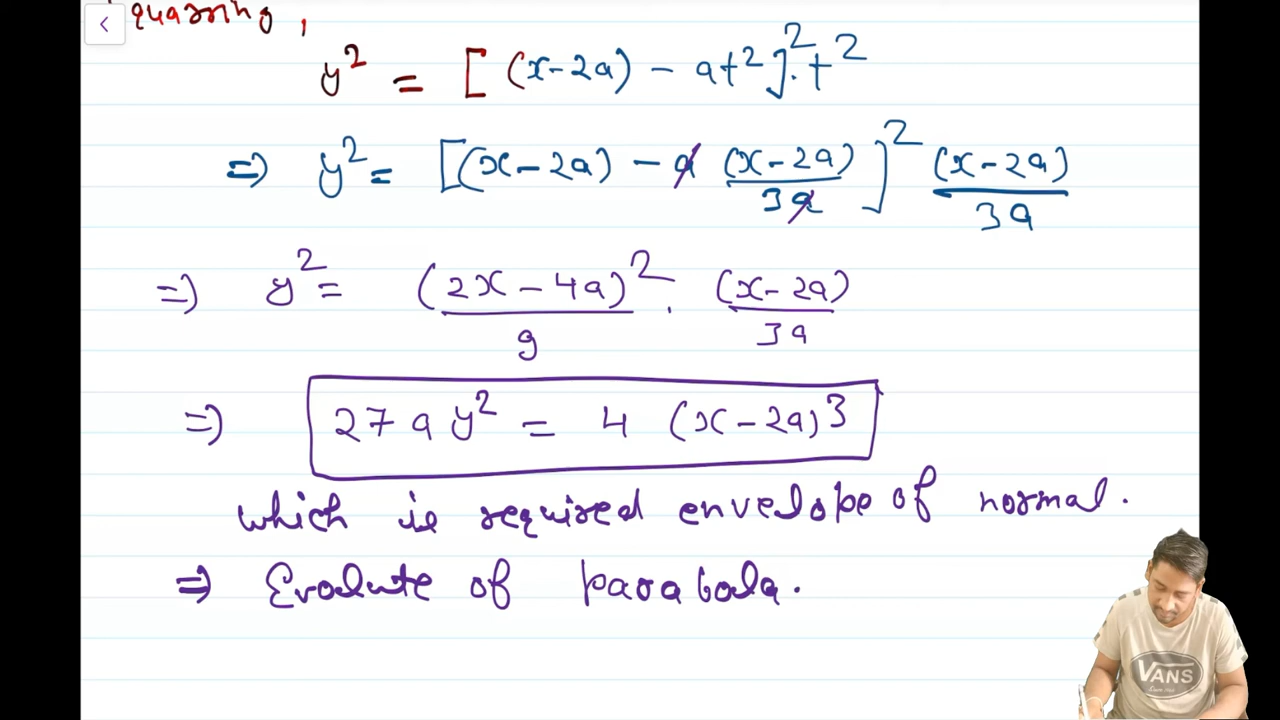 quaring,
y² = [(x-2a) - at²]².t²
=) y² = [(x-2a) - a (x-2a)/3a]² (x-2a)/3a
=) y² = (2x-4a)²/9 . (x-2a)/3a
=) 27ay² = 4 (x-2a)³
which is required envelope of normal.
=) Evolute of parabola.
VANS